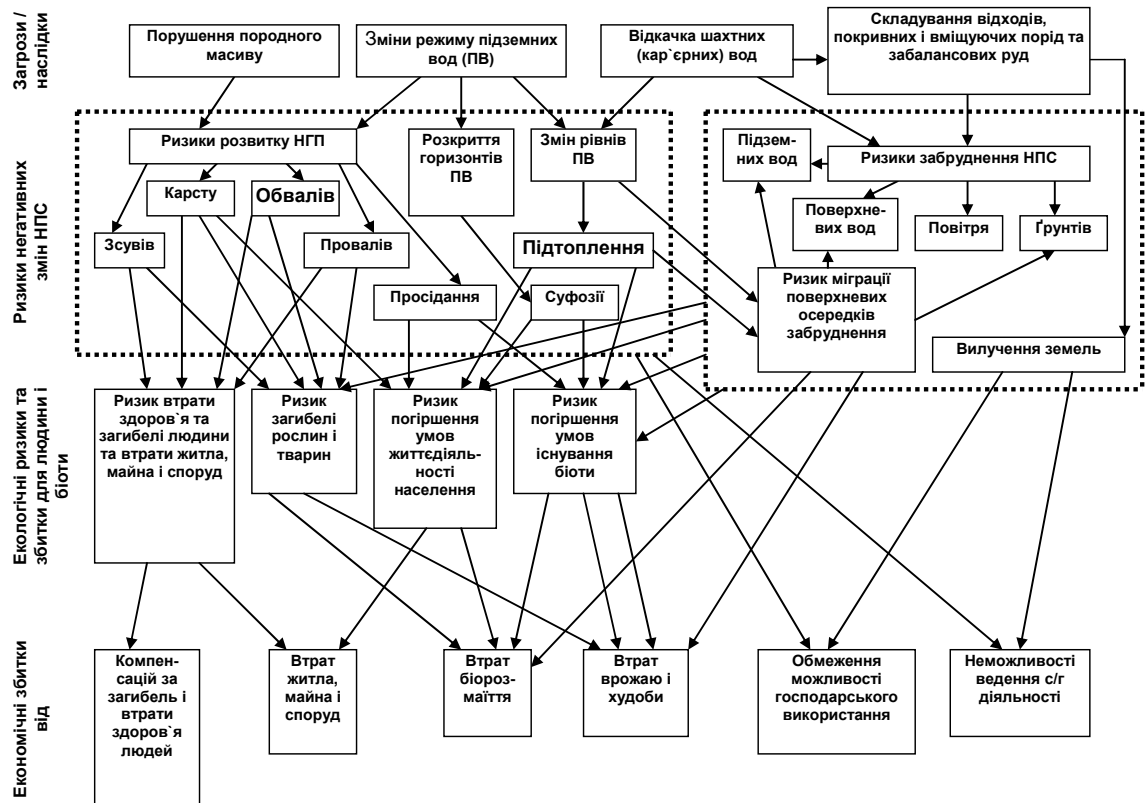 Загрози /
наслідки
Порушення породного
масиву
Зміни режиму підземних
вод (ПВ)
Відкачка шахтних
(кар`єрних) вод
Складування відходів,
покривних і вміщуючих порід та
забалансових руд
Ризики негативних
змін НПС
Ризики розвитку НГП
Розкриття
горизонтів
ПВ
Змін рівнів
ПВ
Карсту
Обвалів
Зсувів
Провалів
Підтоплення
Просідання
Суфозії
Підзем-
них вод
Ризики забруднення НПС
Поверхне-
вих вод
Повітря
Ґрунтів
Ризик міграції
поверхневих
осередків
забруднення
Вилучення земель
Екологічні ризики та
збитки для людини і
біоти
Ризик втрати
здоров`я та
загибелі людини
та втрати житла,
майна і споруд
Ризик
загибелі
рослин і
тварин
Ризик
погіршення
умов
життєдіяль-
ності
населення
Ризик
погіршення
умов
існування
біоти
Економічні збитки
від
Компен-
сацій за
загибель і
втрати
здоров`я
людей
Втрат
житла,
майна і
споруд
Втрат
біорозма-
маїття
Втрат
врожаю і
худоби
Обмеження
можливості
господарського
використання
Неможливості
ведення с/г
діяльності